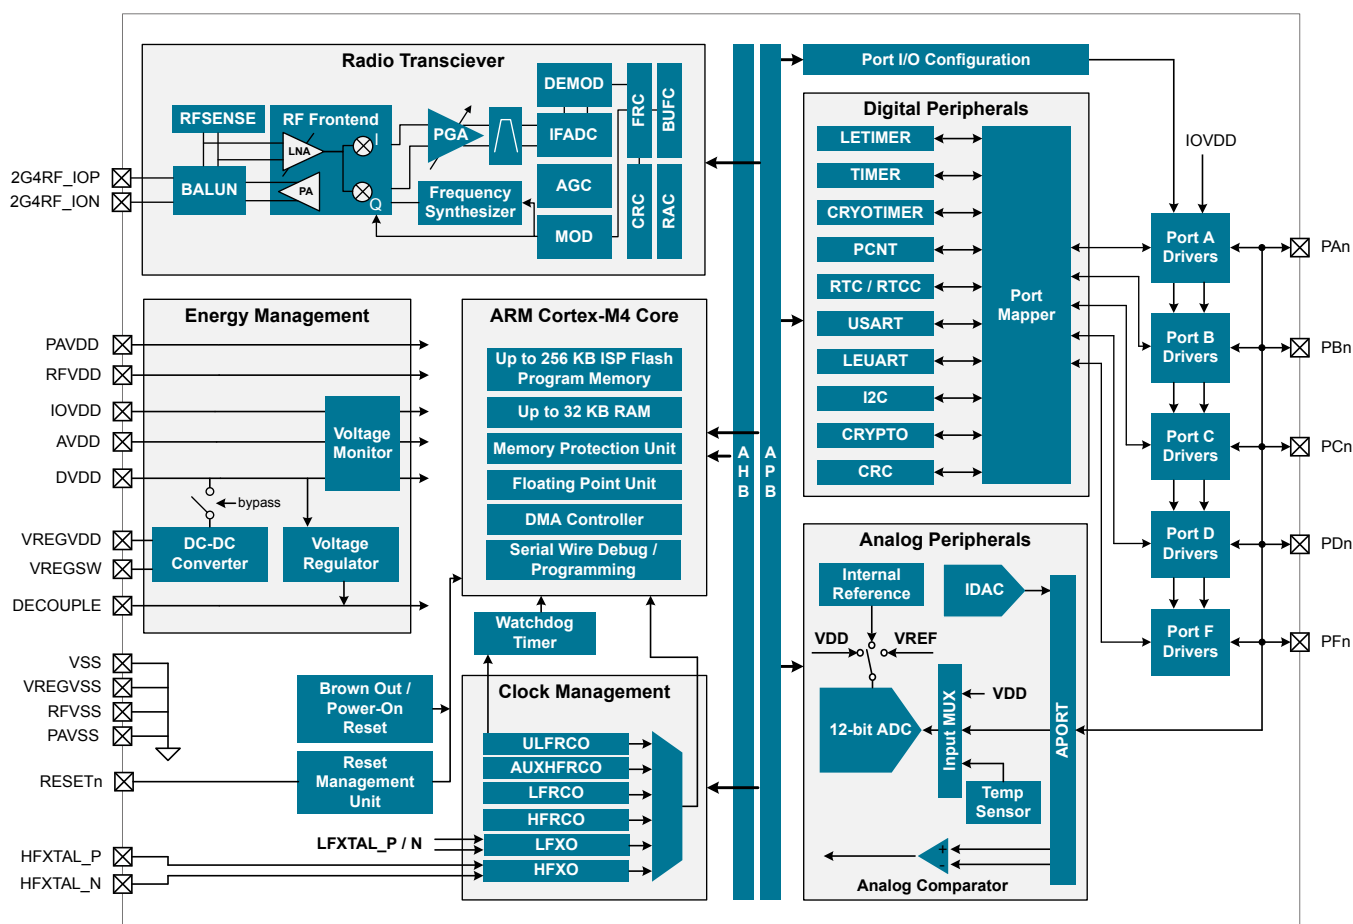 Radio Transciever
RFSENSE
RF Frontend
LNA
I
PA
Q
BALUN
2G4RF_IOP
2G4RF_ION
PGA
Frequency
Synthesizer
DEMOD
IFADC
AGC
MOD
FRC
BUFC
CRC
RAC
Energy Management
PAVDD
RFVDD
IOVDD
AVDD
DVDD
VREGVDD
VREGSW
DECOUPLE
Voltage
Monitor
bypass
DC-DC
Converter
Voltage
Regulator
VSS
VREGVSS
RFVSS
PAVSS
RESETn
HFXTAL_P
HFXTAL_N
ARM Cortex-M4 Core
Up to 256 KB ISP Flash
Program Memory
Up to 32 KB RAM
Memory Protection Unit
Floating Point Unit
DMA Controller
Serial Wire Debug /
Programming
Watchdog
Timer
Brown Out /
Power-On
Reset
Reset
Management
Unit
Clock Management
ULFRCO
AUXHFRCO
LFRCO
HFRCO
LFXO
HFXO
LFXTAL_P / N
A
H
B
A
P
B
Port I/O Configuration
Digital Peripherals
LETIMER
TIMER
CRYOTIMER
PCNT
RTC / RTCC
USART
LEUART
I2C
CRYPTO
CRC
Port
Mapper
Analog Peripherals
Internal
Reference
IDAC
VDD
VREF
12-bit ADC
Input MUX
VDD
Temp
Sensor
APORT
+
-
Analog Comparator
IOVDD
Port A
Drivers
Port B
Drivers
Port C
Drivers
Port D
Drivers
Port F
Drivers
PAn
PBn
PCn
PDn
PFn